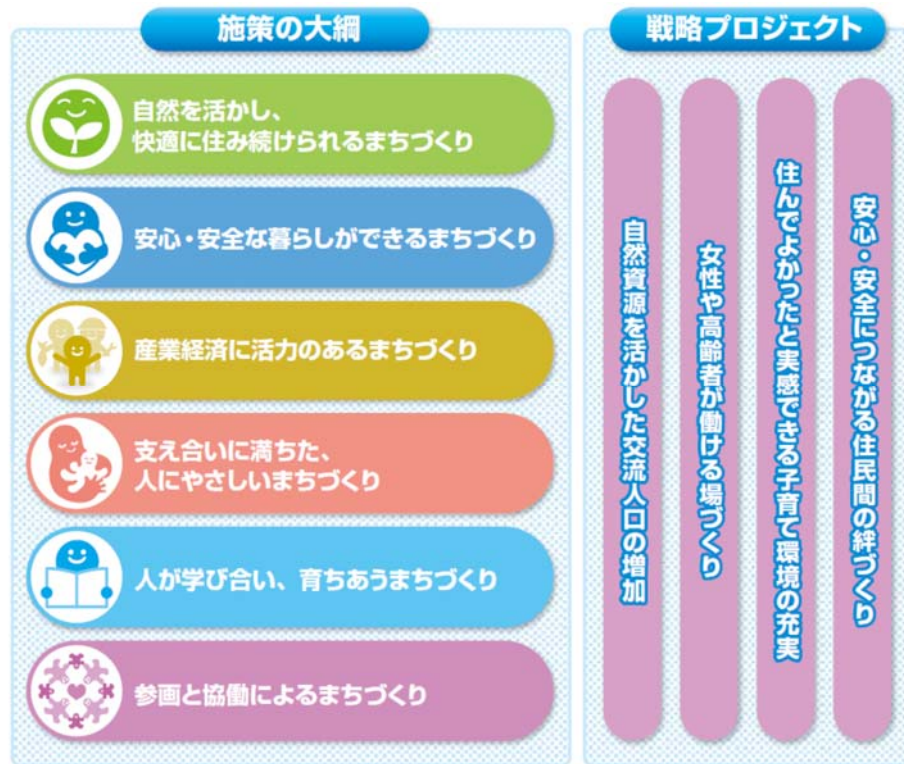 施策の大綱
自然を活かし、
快適に住み続けられるまちづくり
安心・安全な暮らしができるまちづくり
産業経済に活力のあるまちづくり
支え合いに満ちた、
人にやさしいまちづくり
人が学び合い、育ちあうまちづくり
参画と協働によるまちづくり
戦略プロジェクト
安心・安全につながる住民間の絆づくり
住んでよかったと実感できる子育て環境の充実
女性や高齢者が働ける場づくり
自然資源を活かした交流人口の増加